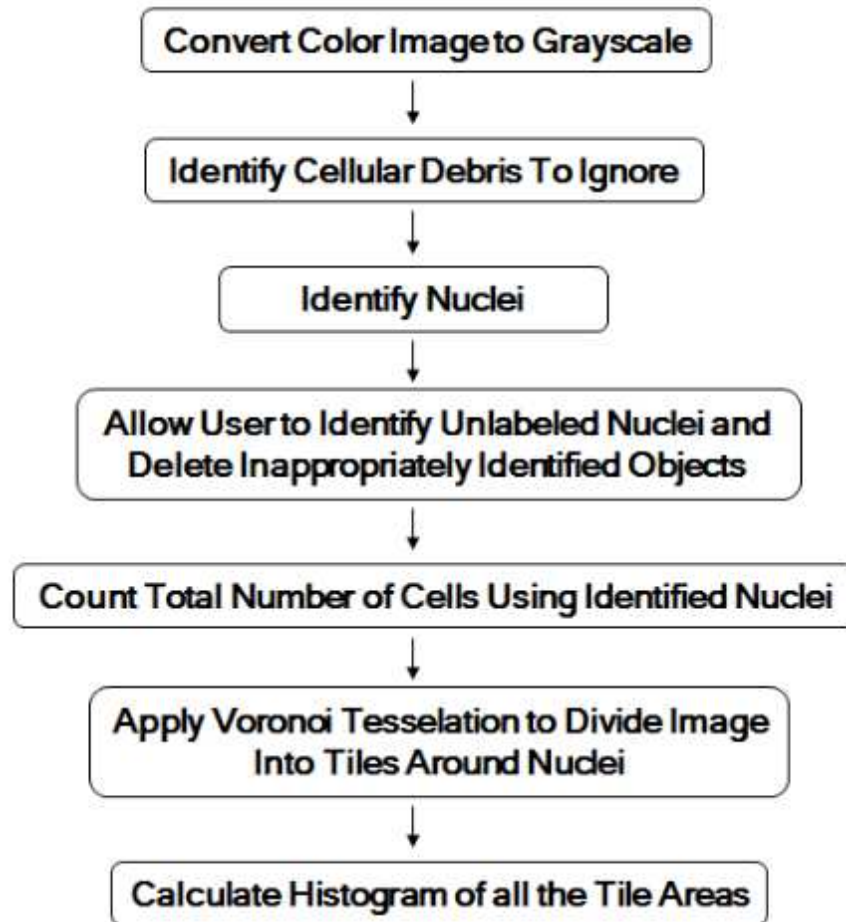 Convert Color Image to Grayscale
Identify Cellular Debris To Ignore
Identify Nuclei
Allow User to Identify Unlabeled Nuclei and
Delete Inappropriately Identified Objects
Count Total Number of Cells Using Identified Nuclei
Apply Voronoi Tesselation to Divide Image
Into Tiles Around Nuclei
Calculate Histogram of all the Tile Areas